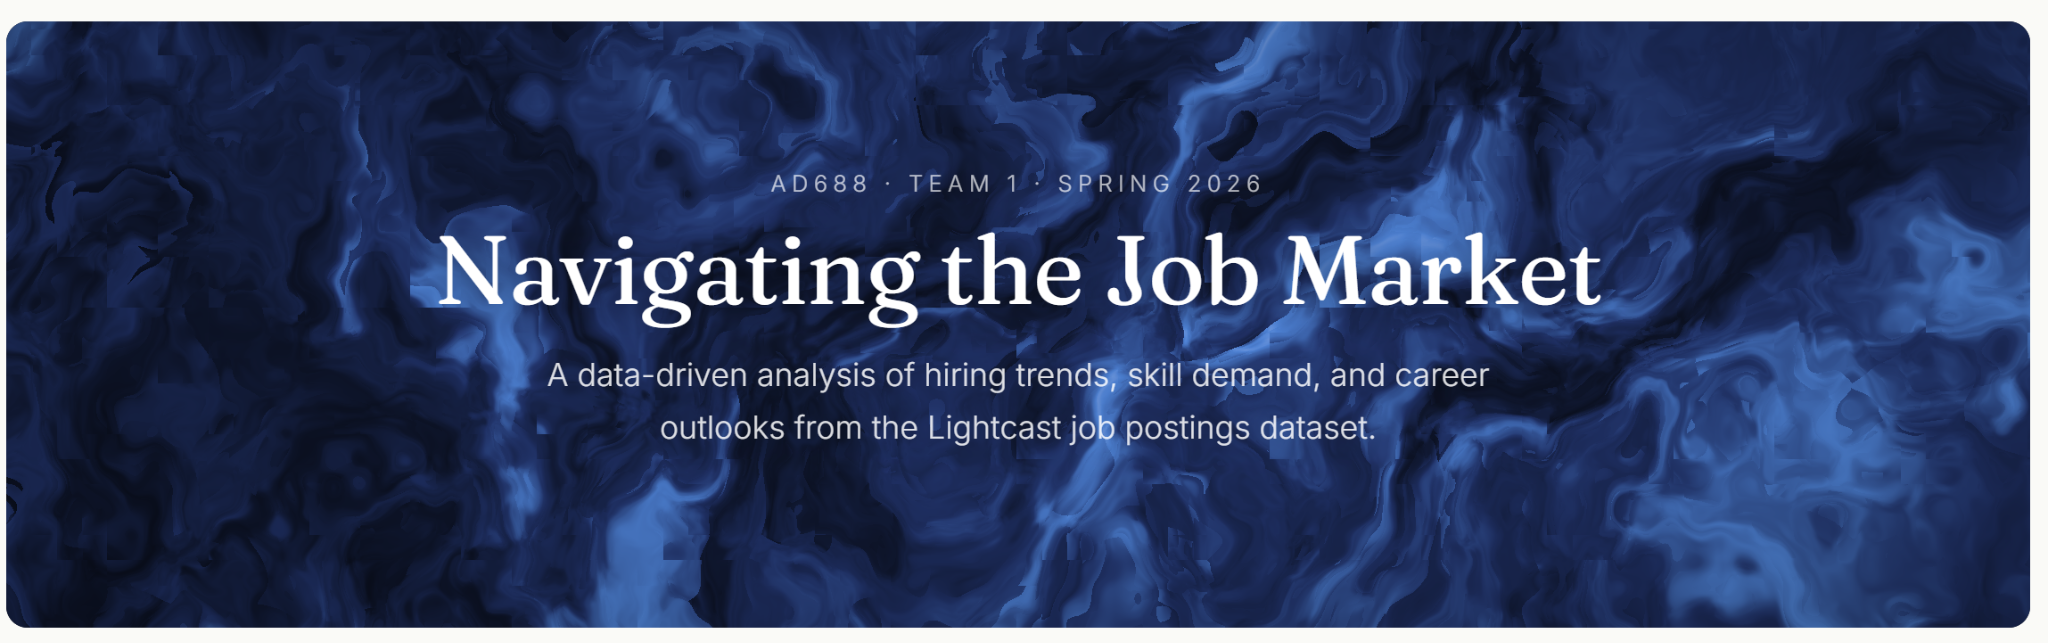 AD688 · TEAM 1 · SPRING 2026
Navigating the Job Market
A data-driven analysis of hiring trends, skill demand, and career
outlooks from the Lightcast job postings dataset.